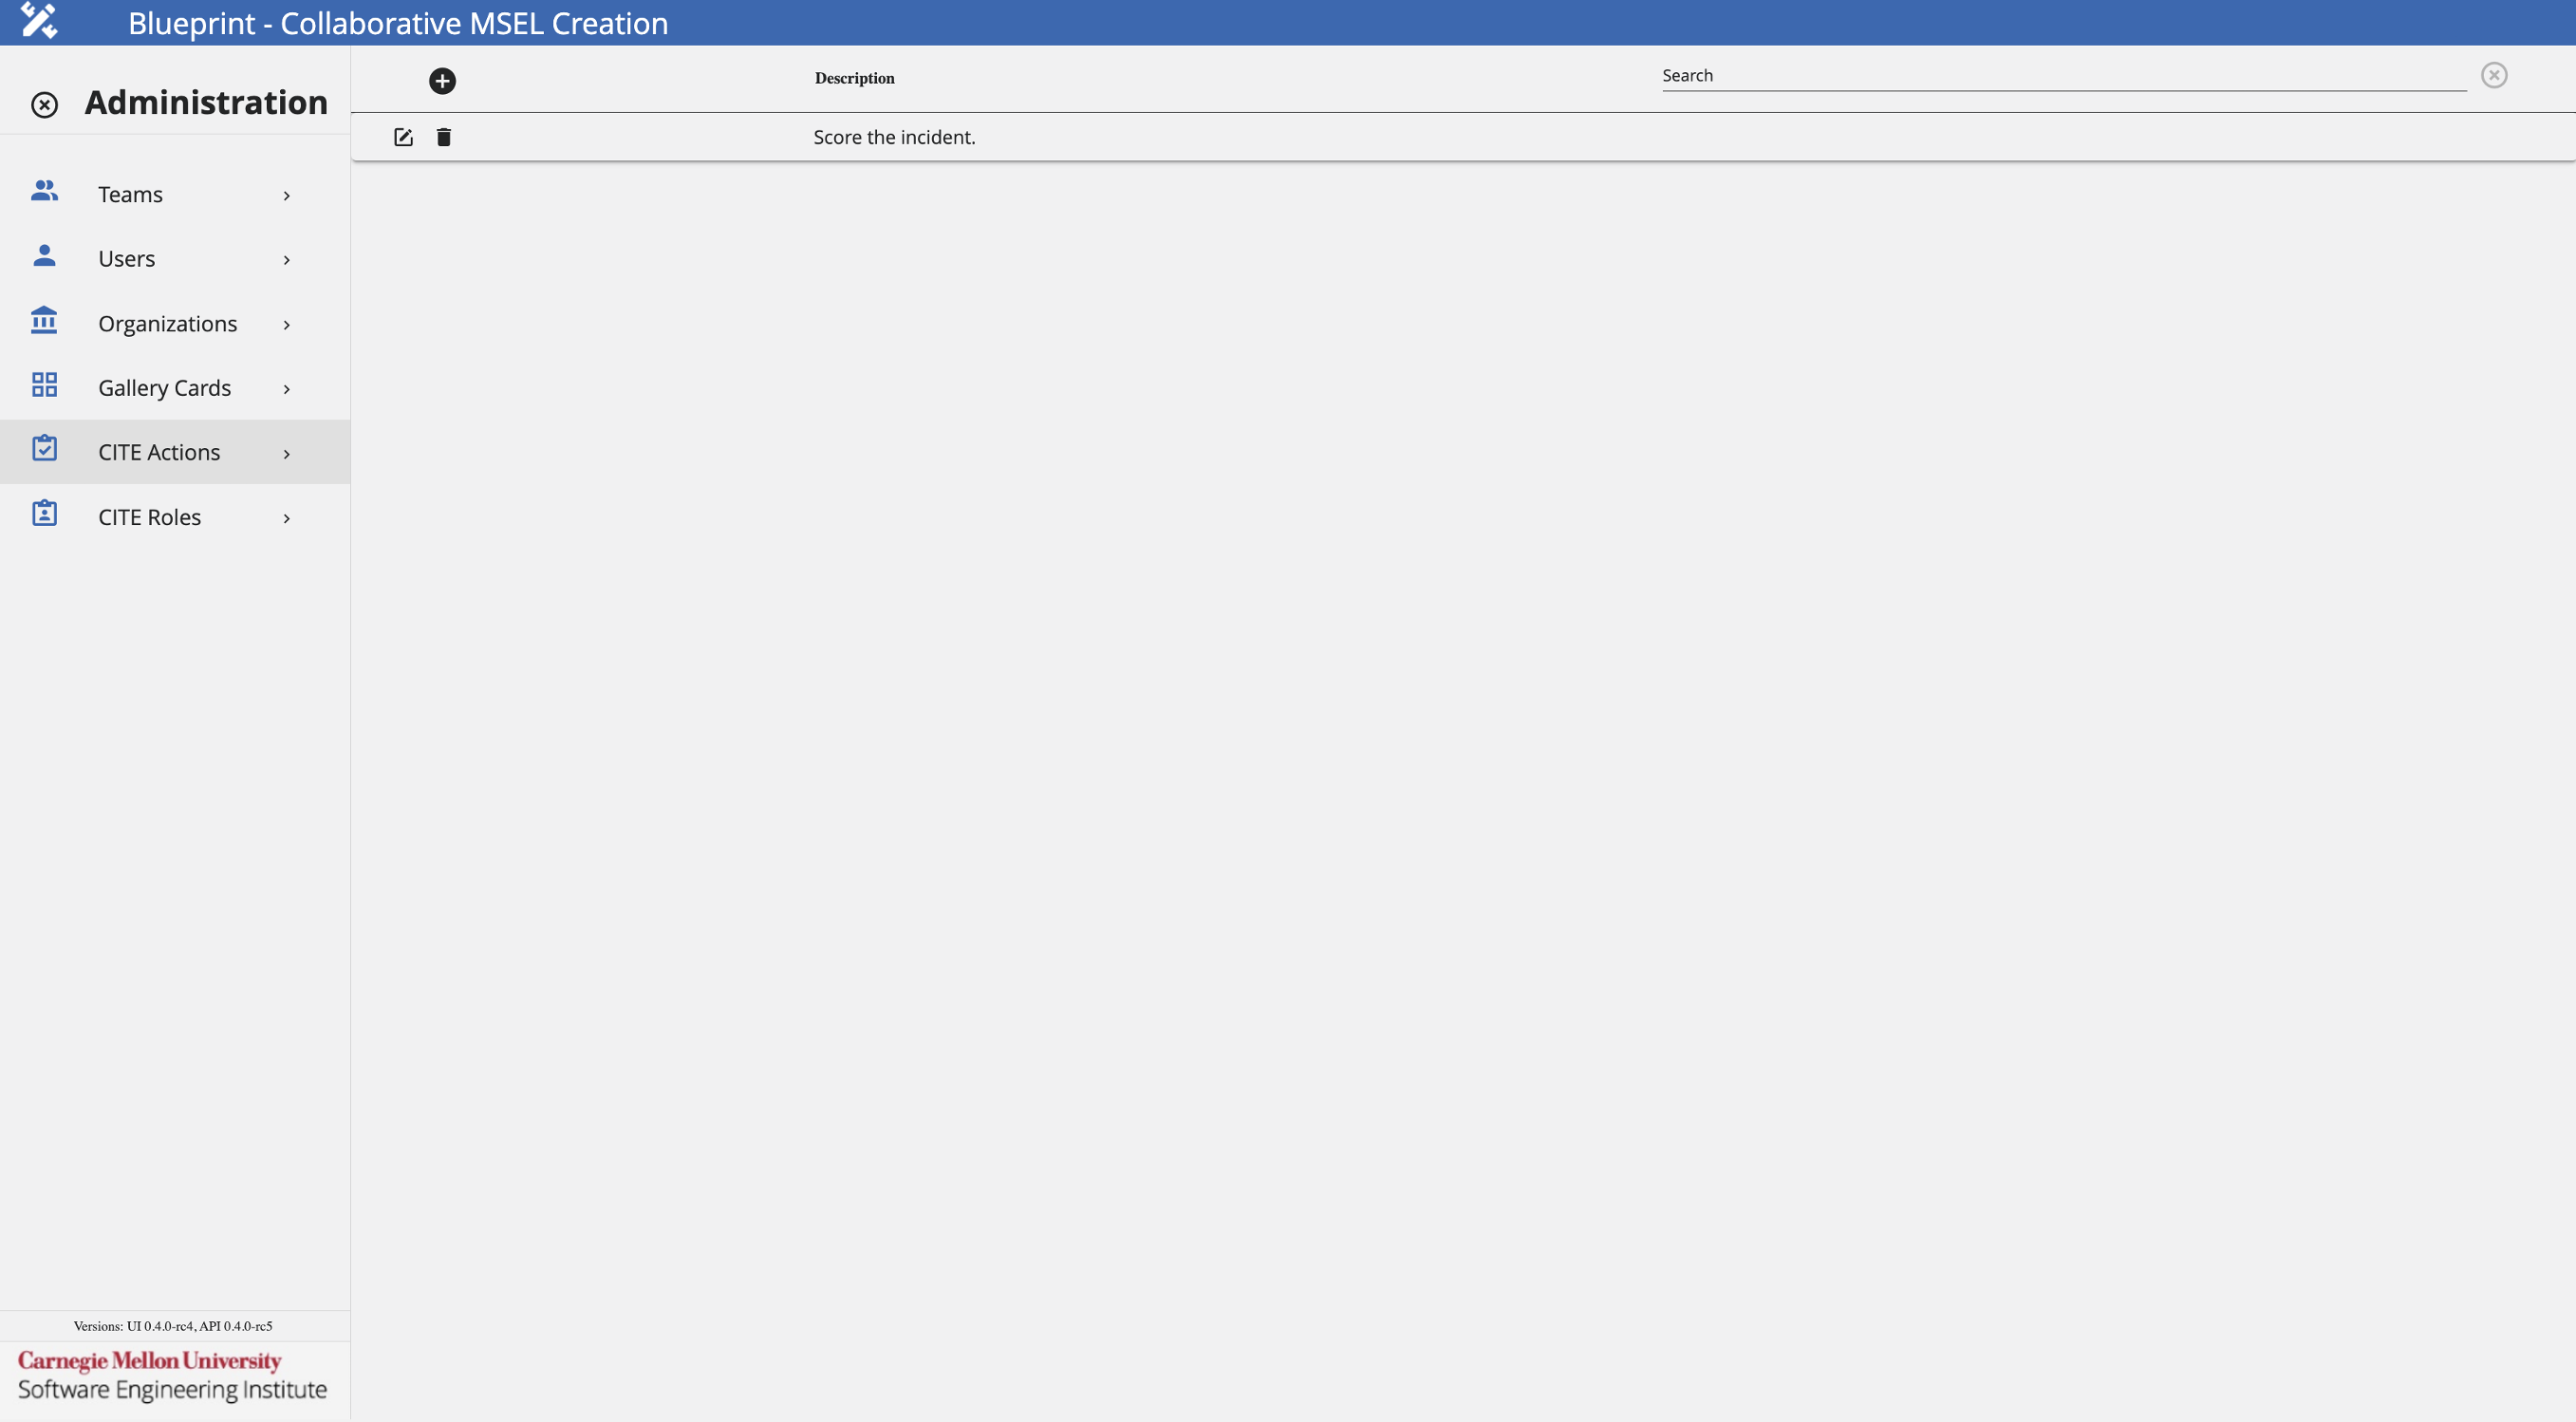 Blueprint - Collaborative MSEL Creation
Administration
Teams
Users
Organizations
Gallery Cards
CITE Actions
CITE Roles
Description
Search
Score the incident.
Versions: UI 0.4.0-rc4, API 0.4.0-rc5
Carnegie Mellon University
Software Engineering Institute